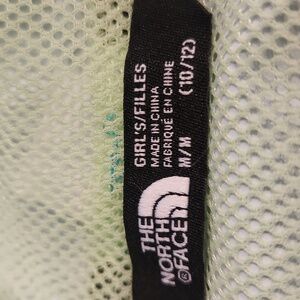 GIRL'S/FILLES
MADE IN CHINA
FABRIQUÉ EN CHINE
M/M (10/12)
THE
NORTH
FACE®